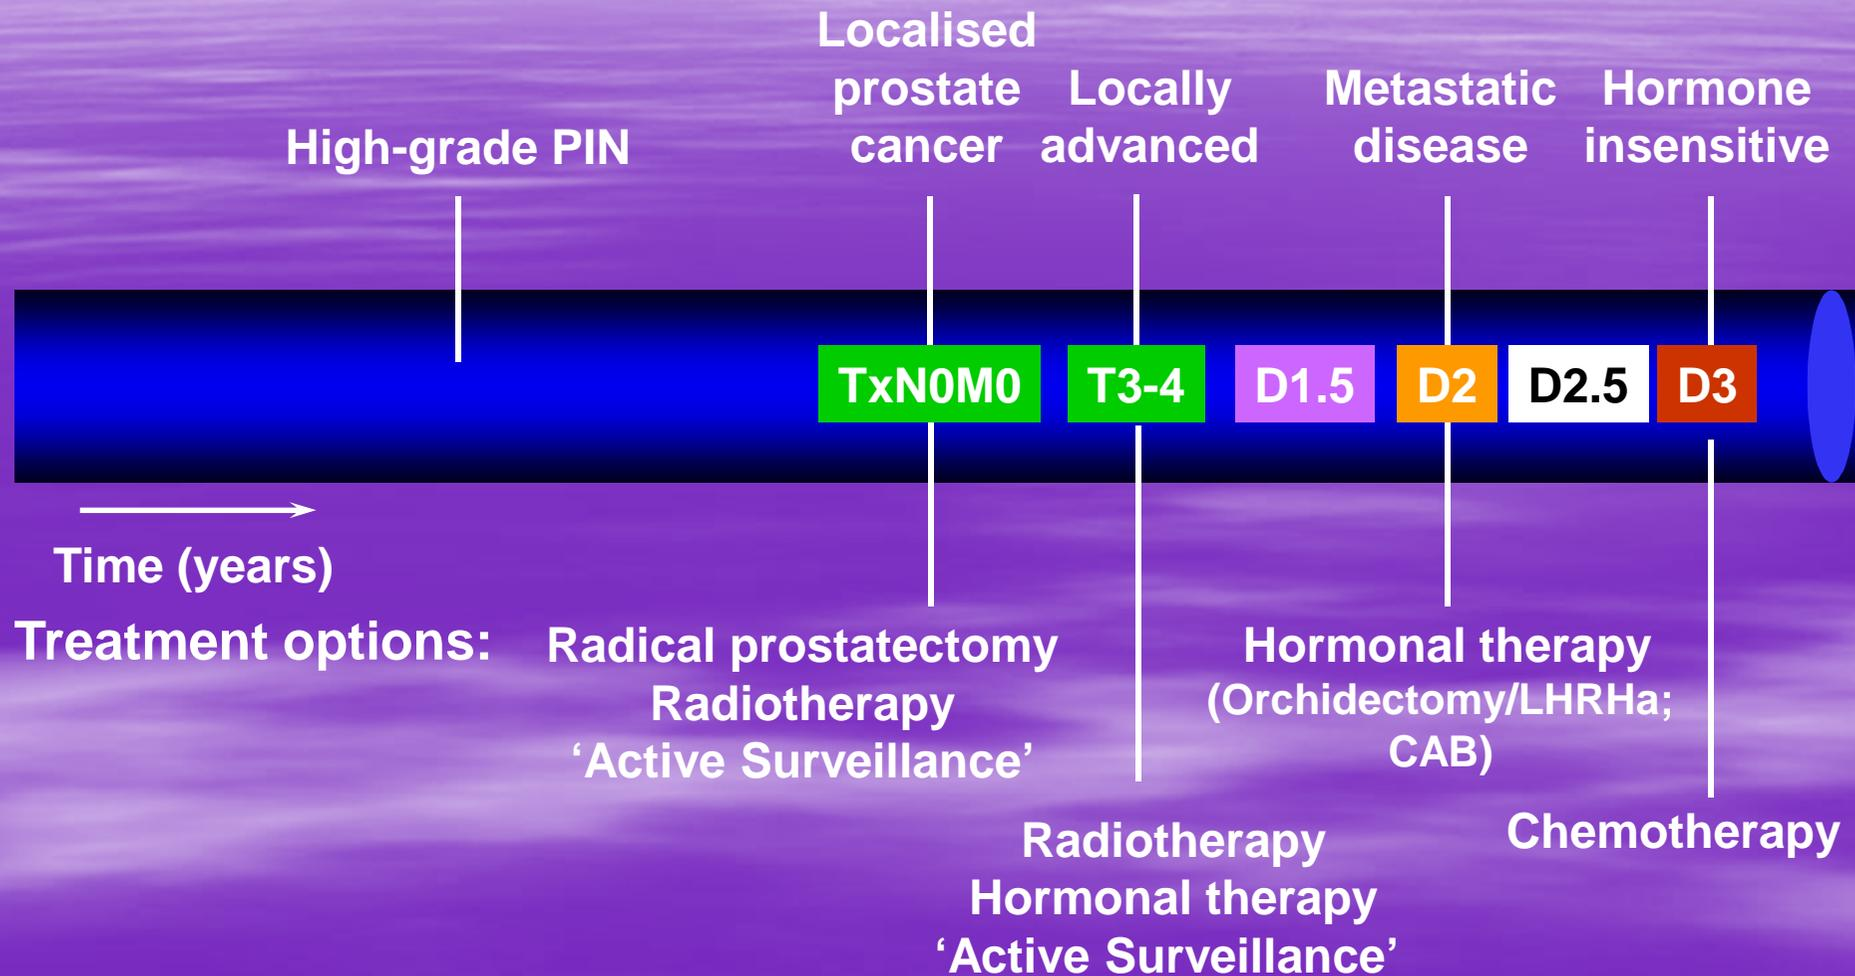 High-grade PIN
Localised
prostate
cancer
Locally
advanced
Metastatic
disease
Hormone
insensitive
TxN0M0
T3-4
D1.5
D2
D2.5
D3
Time (years)
Treatment options:
Radical prostatectomy
Radiotherapy
‘Active Surveillance’
Radiotherapy
Hormonal therapy
‘Active Surveillance’
Hormonal therapy
(Orchidectomy/LHRHa;
CAB)
Chemotherapy